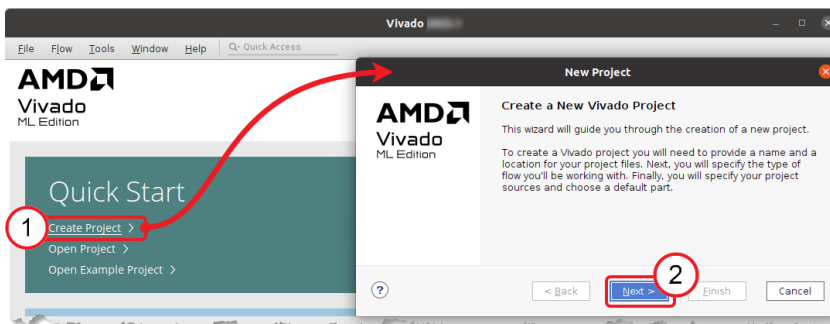 Vivado
File Flow Tools Window Help Q- Quick Access
AMD
Vivado
ML Edition
Quick Start
1
Create Project >
Open Project >
Open Example Project >
New Project
AMD
Vivado
ML Edition
Create a New Vivado Project
This wizard will guide you through the creation of a new project.
To create a Vivado project you will need to provide a name and a
location for your project files. Next, you will specify the type of
flow you'll be working with. Finally, you will specify your project
sources and choose a default part.
2
?
< Back
Next >
Finish
Cancel